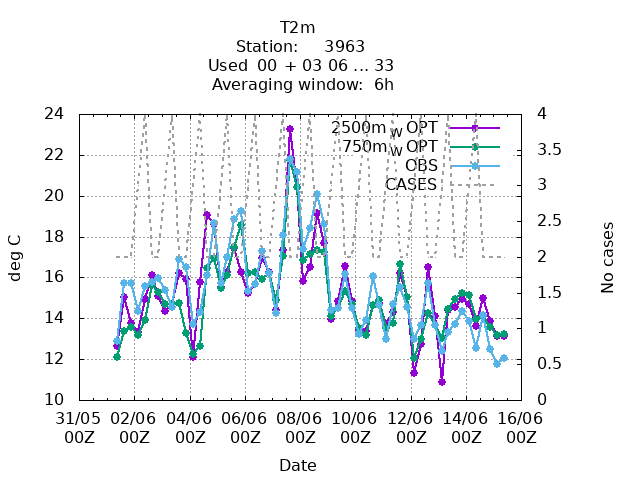 T2m
Station: 3963
Used 00 + 03 06 ... 33
Averaging window: 6h
24
22
20
18
16
14
12
10
4
3.5
3
2.5
2
1.5
1
0.5
0
2500m_W OPT
750m_W OPT
OBS
CASES
deg C
No cases
31/05 02/06 04/06 06/06 08/06 10/06 12/06 14/06 16/06
00Z 00Z 00Z 00Z 00Z 00Z 00Z 00Z 00Z
Date